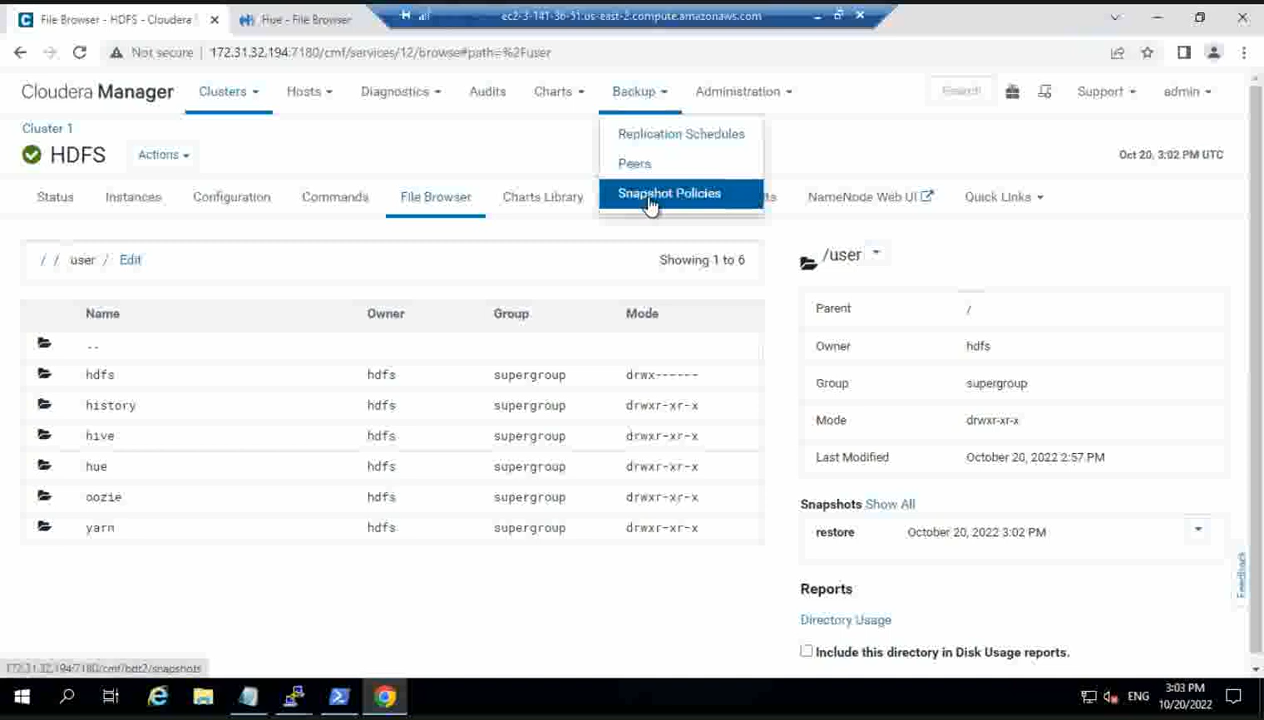 File Browser - HDFS - Cloudera
Hue - File Browser
ec2-3-141-36-51.us-east-2.compute.amazonaws.com
Not secure
172.31.32.194:7180/cmf/services/12/browse#path=%2Fuser
Cloudera Manager
Clusters
Hosts
Diagnostics
Audits
Charts
Backup
Administration
Search
Support
admin
Cluster 1
HDFS
Actions
Replication Schedules
Peers
Snapshot Policies
Oct 20, 3:02 PM UTC
Status
Instances
Configuration
Commands
File Browser
Charts Library
ts
NameNode Web UI
Quick Links
/ / user / Edit
Showing 1 to 6
/user
Name Owner Group Mode
..
hdfs hdfs supergroup drwx------
history hdfs supergroup drwxr-xr-x
hive hdfs supergroup drwxr-xr-x
hue hdfs supergroup drwxr-xr-x
oozie hdfs supergroup drwxr-xr-x
yarn hdfs supergroup drwxr-xr-x
Parent /
Owner hdfs
Group supergroup
Mode drwxr-xr-x
Last Modified October 20, 2022 2:57 PM
Snapshots Show All
restore October 20, 2022 3:02 PM
Reports
Directory Usage
Include this directory in Disk Usage reports.
Feedback
172.31.32.194:7180/cmf/bdr2/snapshots
ENG
3:03 PM
10/20/2022